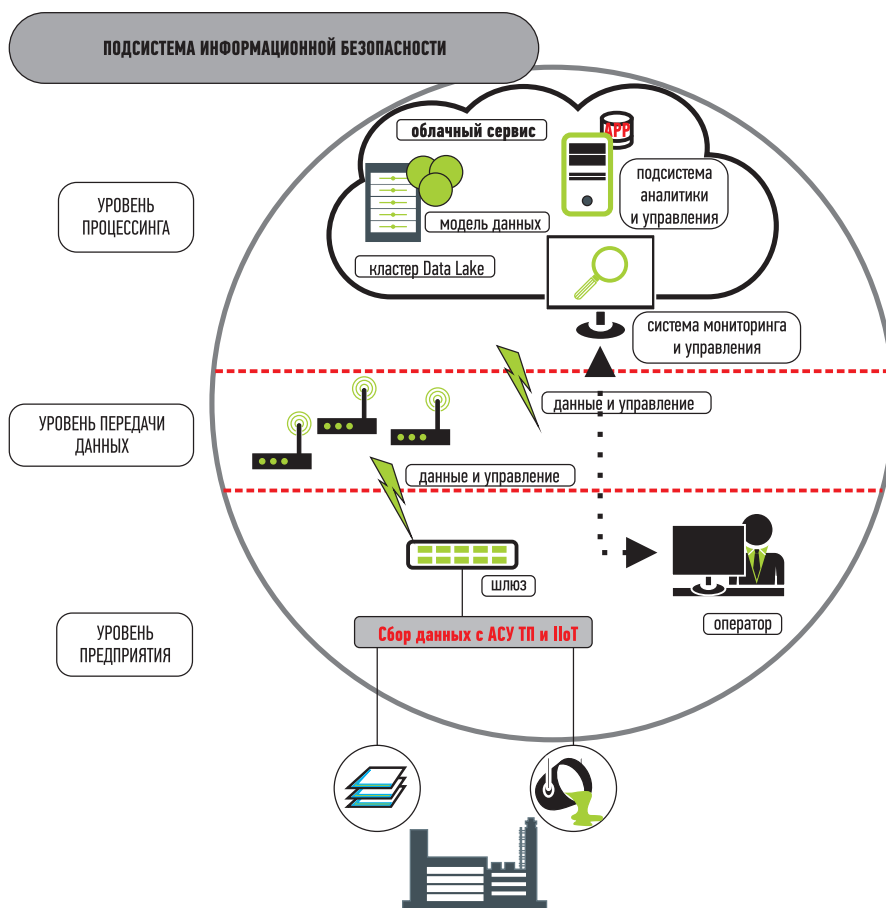 ПОДСИСТЕМА ИНФОРМАЦИОННОЙ БЕЗОПАСНОСТИ
облачный сервис
APP
подсистема
аналитики
и управления
УРОВЕНЬ
ПРОЦЕССИНГА
модель данных
кластер Data Lake
система мониторинга
и управления
данные и управление
УРОВЕНЬ ПЕРЕДАЧИ
ДАННЫХ
данные и управление
шлюз
оператор
УРОВЕНЬ
ПРЕДПРИЯТИЯ
Сбор данных с АСУ ТП и IIoT